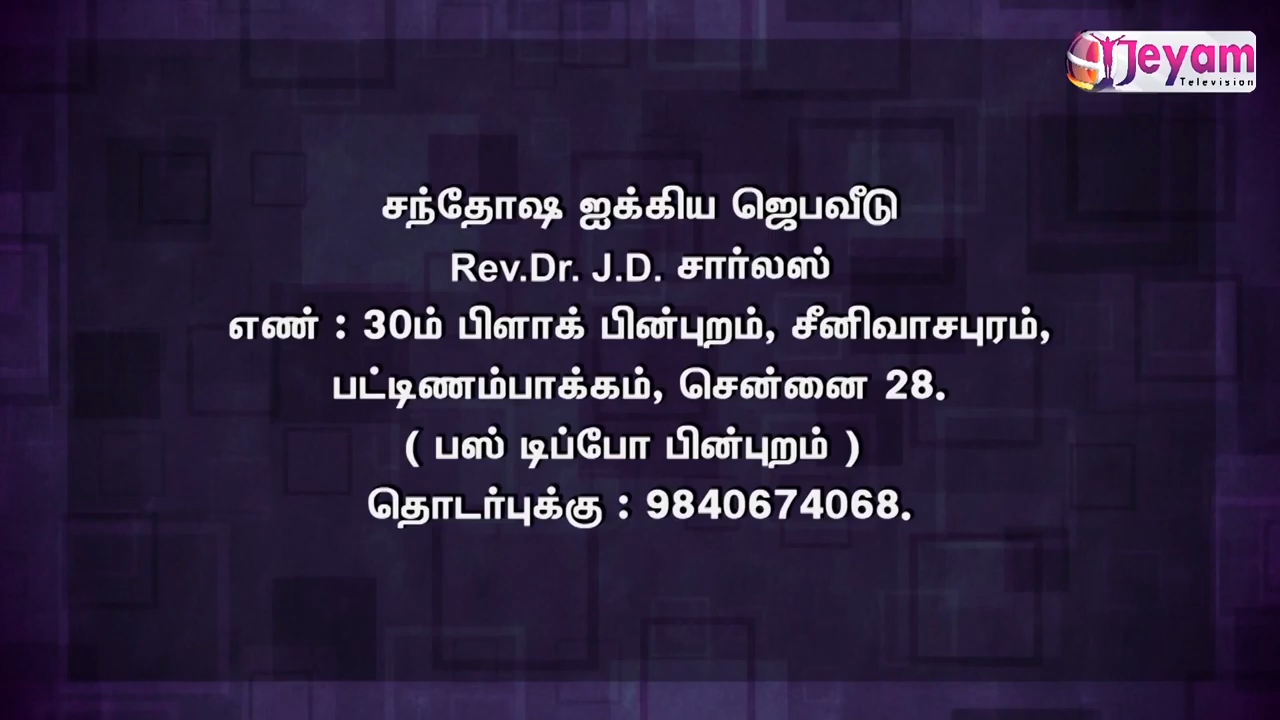 Jeyam
Television
சந்தோஷ ஐக்கிய ஜெபவீடு
Rev.Dr. J.D. சார்லஸ்
எண் : 30ம் பிளாக் பின்புறம், சீனிவாசபுரம்,
பட்டிணம்பாக்கம், சென்னை 28.
( பஸ் டிப்போ பின்புறம் )
தொடர்புக்கு : 9840674068.